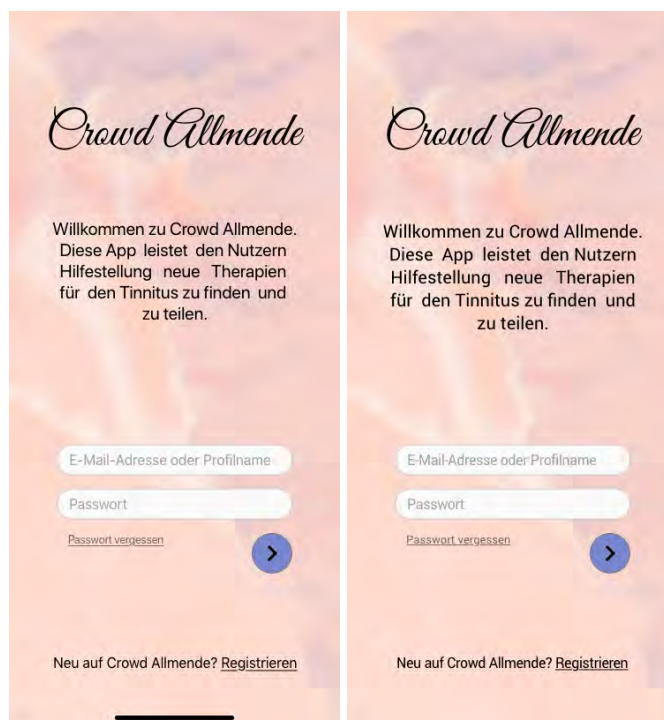 Crowd Allmende
Willkommen zu Crowd Allmende.
Diese App leistet den Nutzern
Hilfestellung neue Therapien
für den Tinnitus zu finden und
zu teilen.
E-Mail-Adresse oder Profilname
Passwort
Passwort vergessen
Neu auf Crowd Allmende? Registrieren
Crowd Allmende
Willkommen zu Crowd Allmende.
Diese App leistet den Nutzern
Hilfestellung neue Therapien
für den Tinnitus zu finden und
zu teilen.
E-Mail-Adresse oder Profilname
Passwort
Passwort vergessen
Neu auf Crowd Allmende? Registrieren